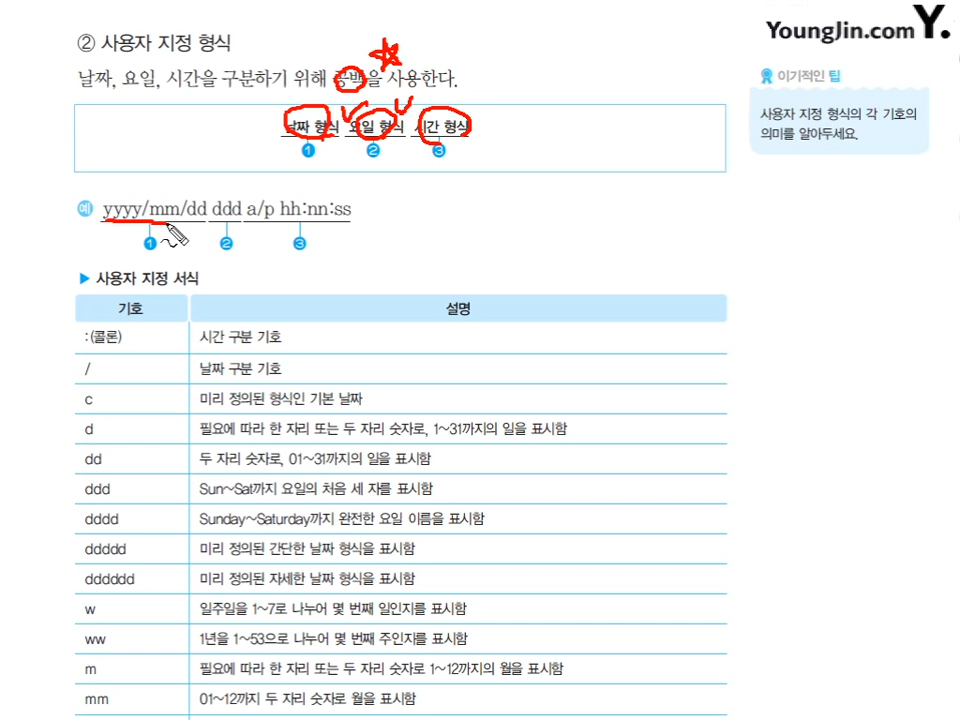 YoungJin.com Y.
② 사용자 지정 형식
날짜, 요일, 시간을 구분하기 위해 공백을 사용한다.
날짜 형식 요일 형식 시간 형식
1 2 3
이기적인 팁
사용자 지정 형식의 각 기호의
의미를 알아두세요.
예 yyyy/mm/dd ddd a/p hh:nn:ss
1 2 3
▶ 사용자 지정 서식
기호 설명
:(콜론) 시간 구분 기호
/ 날짜 구분 기호
c 미리 정의된 형식인 기본 날짜
d 필요에 따라 한 자리 또는 두 자리 숫자로, 1~31까지의 일을 표시함
dd 두 자리 숫자로, 01~31까지의 일을 표시함
ddd Sun~Sat까지 요일의 처음 세 자를 표시함
dddd Sunday~Saturday까지 완전한 요일 이름을 표시함
ddddd 미리 정의된 간단한 날짜 형식을 표시함
dddddd 미리 정의된 자세한 날짜 형식을 표시함
w 일주일을 1~7로 나누어 몇 번째 일인지를 표시함
ww 1년을 1~53으로 나누어 몇 번째 주인지를 표시함
m 필요에 따라 한 자리 또는 두 자리 숫자로 1~12까지의 월을 표시함
mm 01~12까지 두 자리 숫자로 월을 표시함